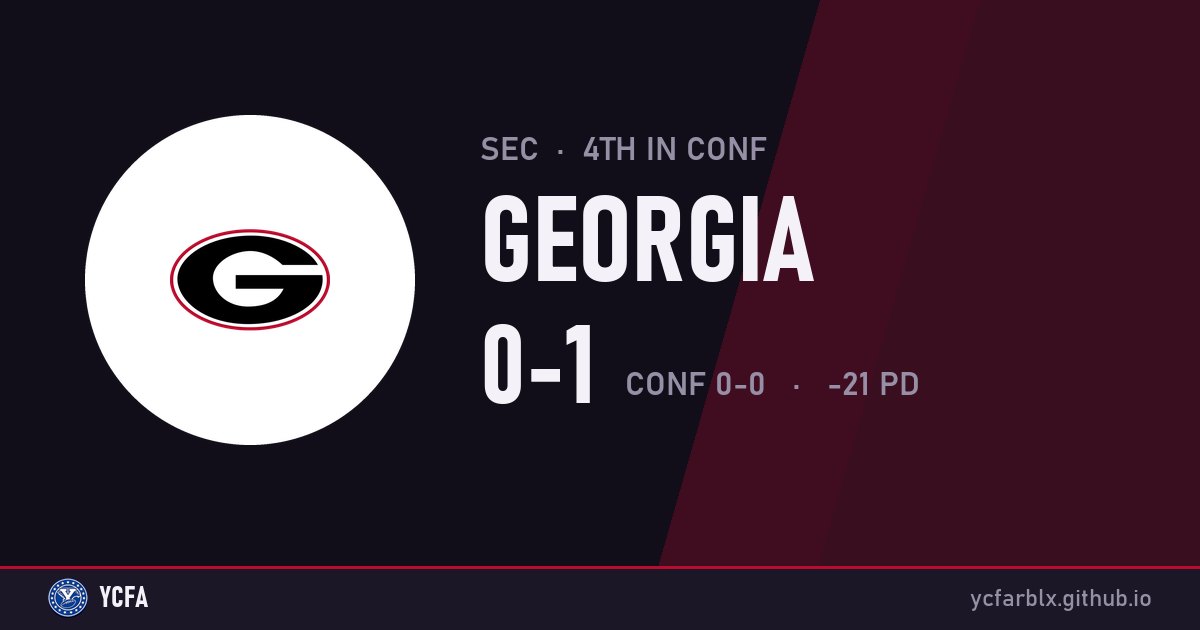 SEC · 4TH IN CONF
GEORGIA
G
0-1 CONF 0-0 · -21 PD
YCFA
ycfarblx.github.io